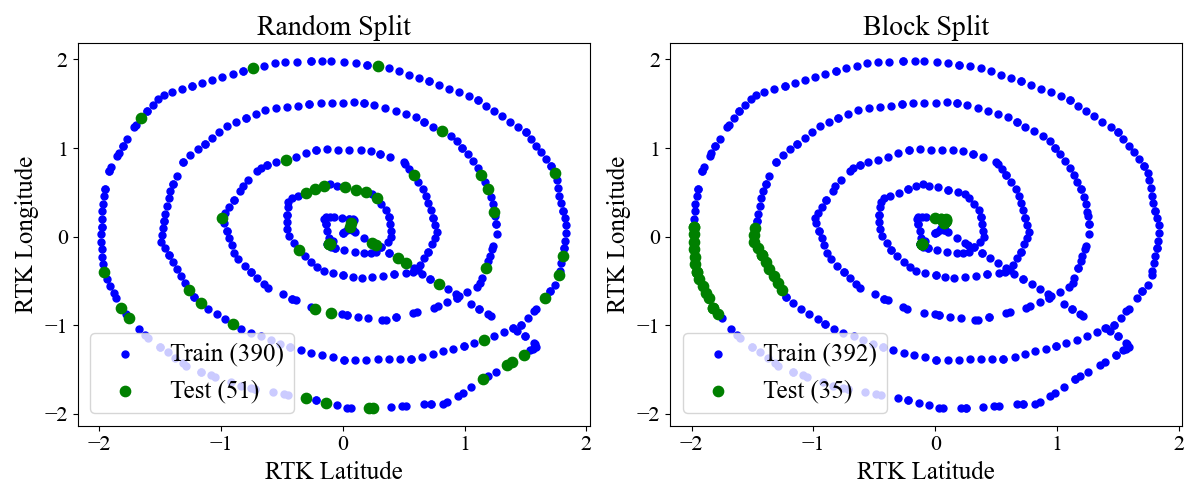 Random Split
RTK Longitude
2
1
0
−1
−2
Train (390)
Test (51)
−2
−1
0
1
2
RTK Latitude
Block Split
RTK Longitude
2
1
0
−1
−2
Train (392)
Test (35)
−2
−1
0
1
2
RTK Latitude